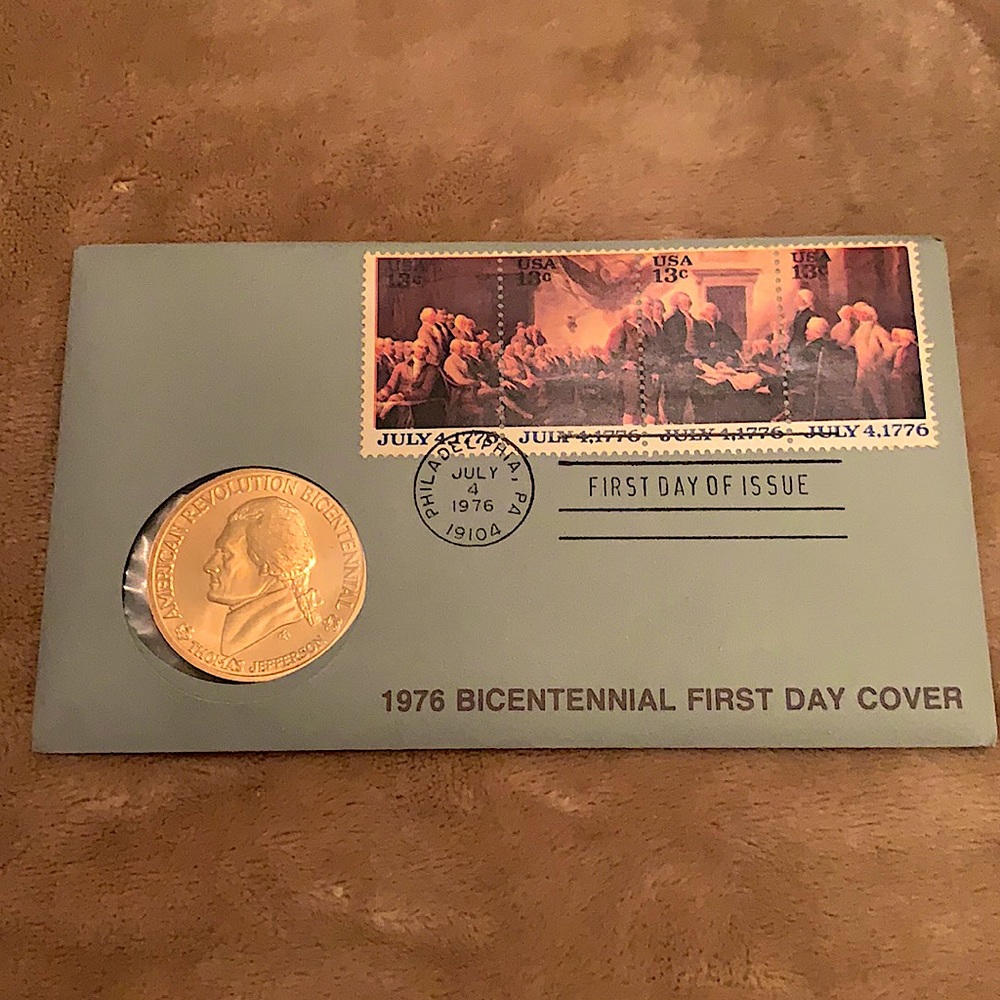 USA USA USA USA
13c 13c 13c 13c
JULY 4,1776 JULY 4,1776 JULY 4,1776 JULY 4,1776
PHILADELPHIA, PA
JULY
4
1976
19104
FIRST DAY OF ISSUE
AMERICAN REVOLUTION BICENTENNIAL
THOMAS JEFFERSON
1976 BICENTENNIAL FIRST DAY COVER